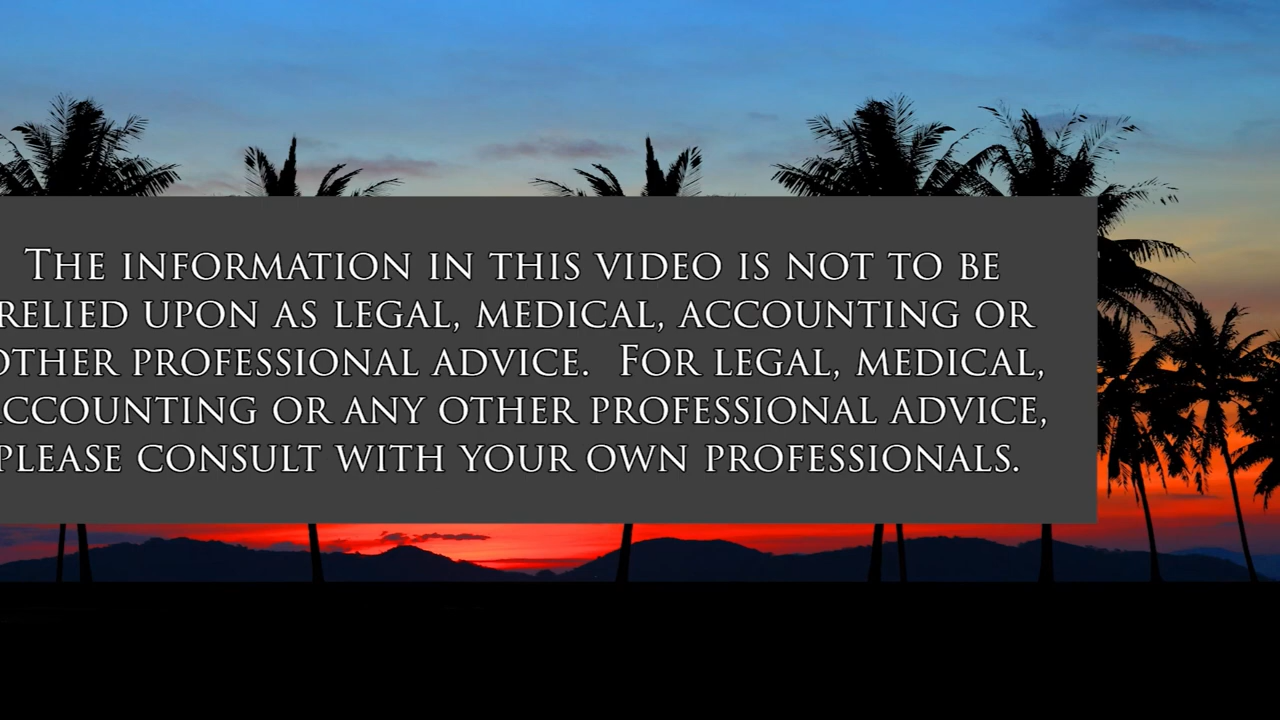 THE INFORMATION IN THIS VIDEO IS NOT TO BE
RELIED UPON AS LEGAL, MEDICAL, ACCOUNTING OR
OTHER PROFESSIONAL ADVICE. FOR LEGAL, MEDICAL,
ACCOUNTING OR ANY OTHER PROFESSIONAL ADVICE,
PLEASE CONSULT WITH YOUR OWN PROFESSIONALS.